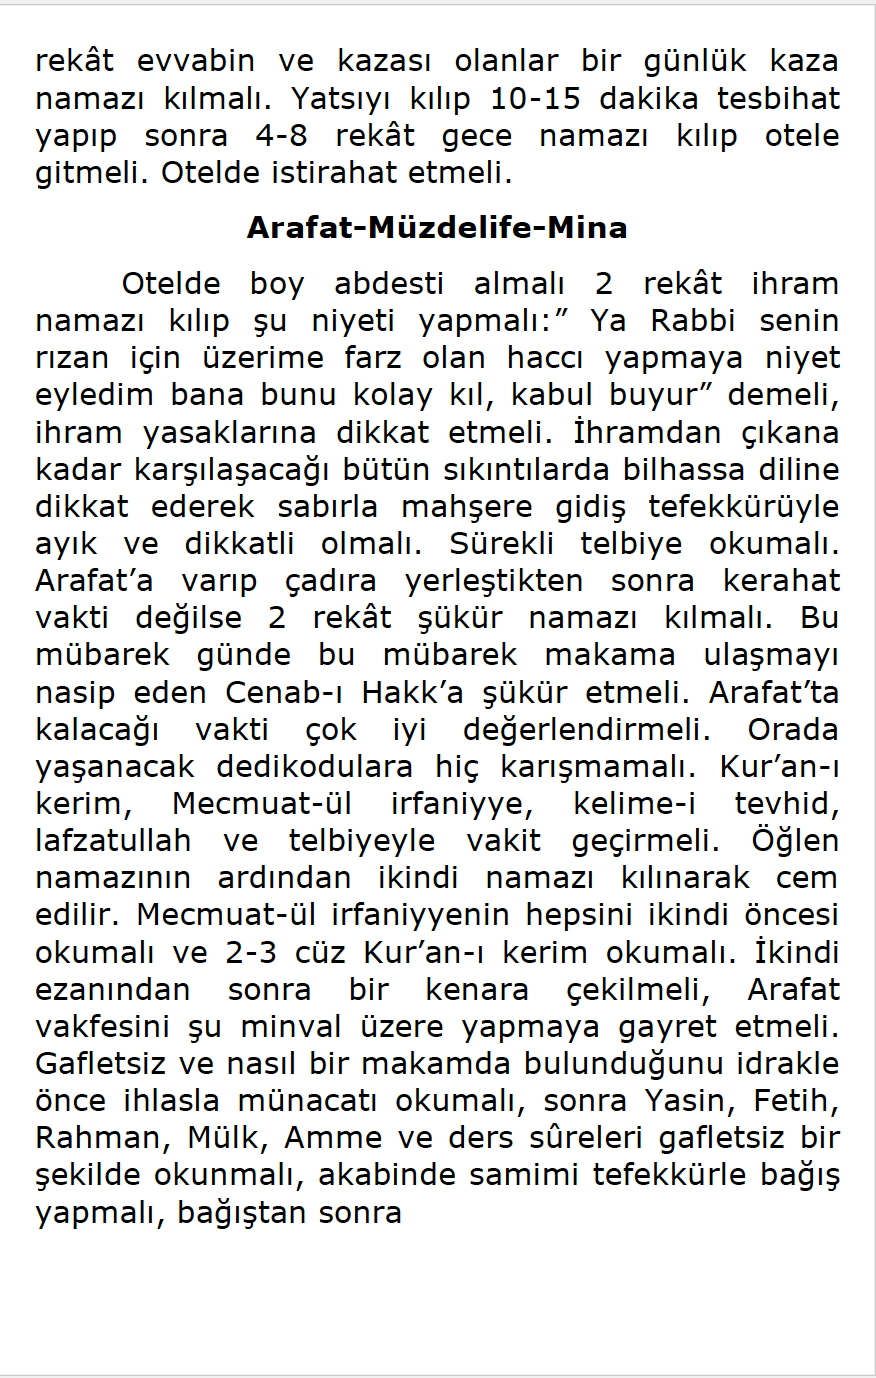 rekât evvabin ve kazası olanlar bir günlük kaza
namazı kılmalı. Yatsıyı kılıp 10-15 dakika tesbihat
yapıp sonra 4-8 rekât gece namazı kılıp otele
gitmeli. Otelde istirahat etmeli.
Arafat-Müzdelife-Mina
Otelde boy abdesti almalı 2 rekât ihram
namazı kılıp şu niyeti yapmalı:” Ya Rabbi senin
rızan için üzerime farz olan haccı yapmaya niyet
eyledim bana bunu kolay kıl, kabul buyur” demeli,
ihram yasaklarına dikkat etmeli. İhramdan çıkana
kadar karşılaşacağı bütün sıkıntılarda bilhassa diline
dikkat ederek sabırla mahşere gidiş tefekkürüyle
ayık ve dikkatli olmalı. Sürekli telbiye okumalı.
Arafat’a varıp çadıra yerleştikten sonra kerahat
vakti değilse 2 rekât şükür namazı kılmalı. Bu
mübarek günde bu mübarek makama ulaşmayı
nasip eden Cenab-ı Hakk’a şükür etmeli. Arafat’ta
kalacağı vakti çok iyi değerlendirmeli. Orada
yaşanacak dedikodulara hiç karışmamalı. Kur’an-ı
kerim, Mecmuat-ül irfaniyye, kelime-i tevhid,
lafzatullah ve telbiyeyle vakit geçirmeli. Öğlen
namazının ardından ikindi namazı kılınarak cem
edilir. Mecmuat-ül irfaniyyenin hepsini ikindi öncesi
okumalı ve 2-3 cüz Kur’an-ı kerim okumalı. İkindi
ezanından sonra bir kenara çekilmeli, Arafat
vakfesini şu minval üzere yapmaya gayret etmeli.
Gafletsiz ve nasıl bir makamda bulunduğunu idrakle
önce ihlasla münacatı okumalı, sonra Yasin, Fetih,
Rahman, Mülk, Amme ve ders sûreleri gafletsiz bir
şekilde okunmalı, akabinde samimi tefekkürle bağış
yapmalı, bağıştan sonra